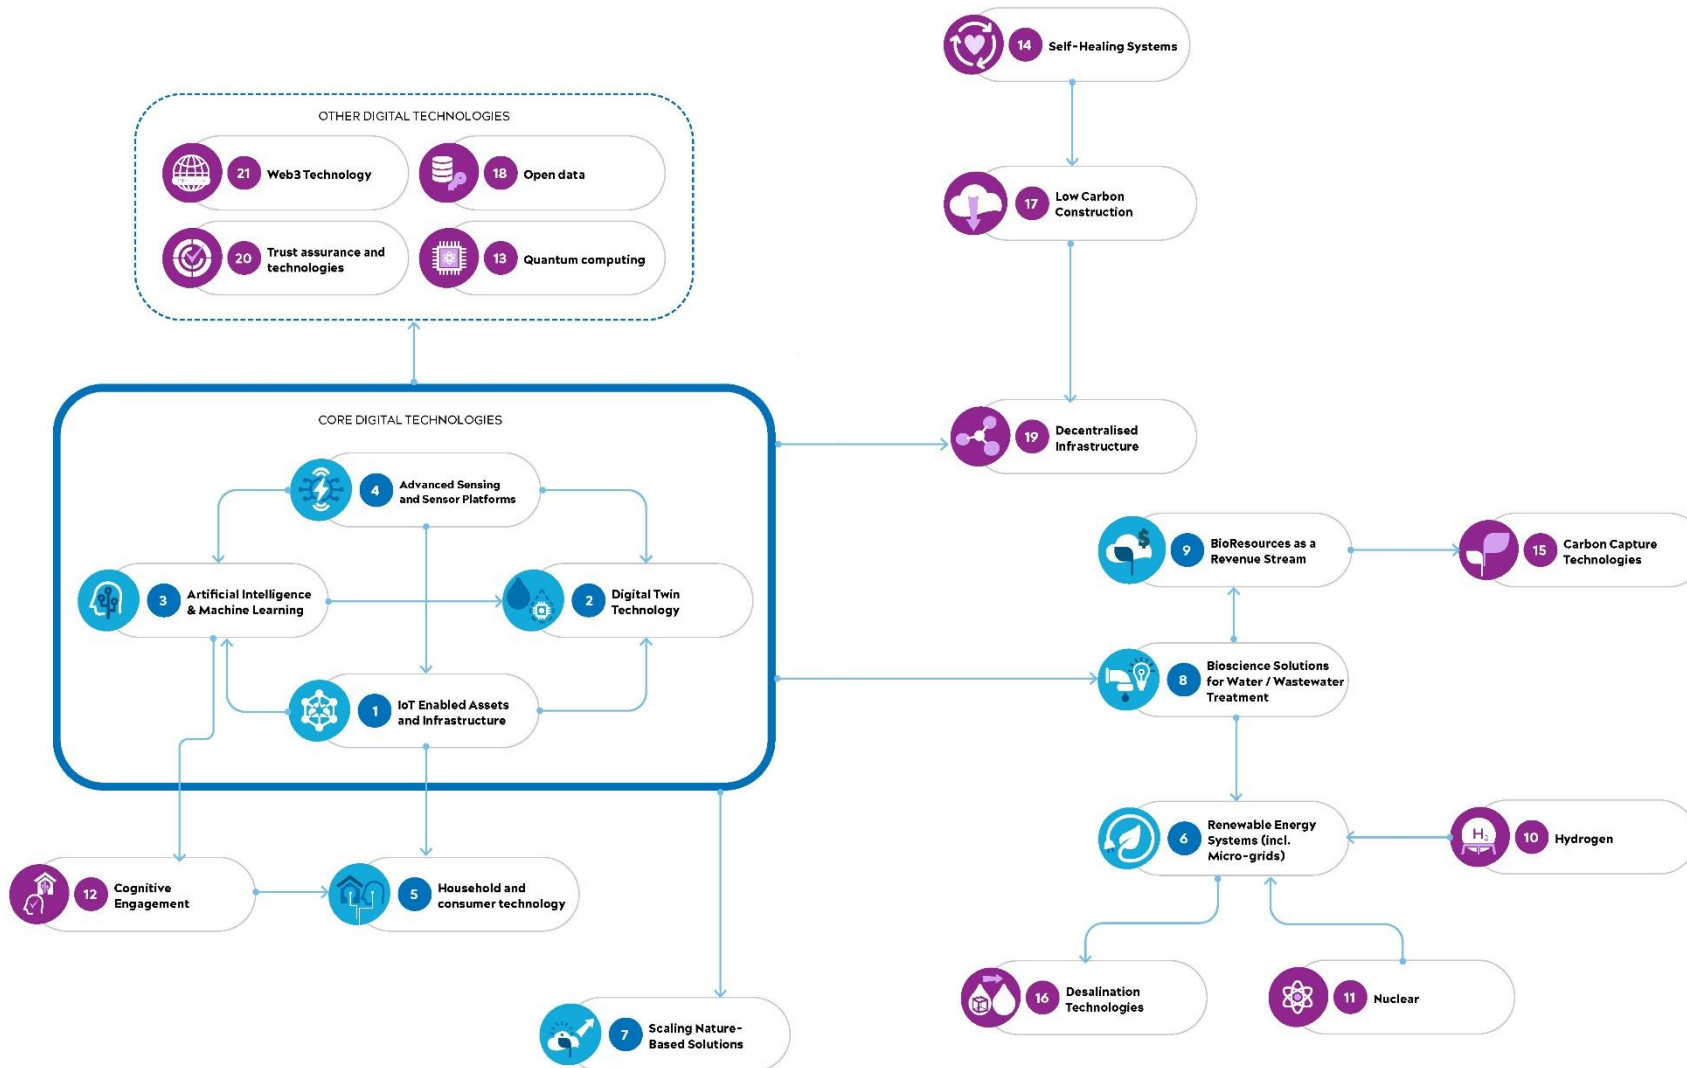 14
Self-Healing Systems
OTHER DIGITAL TECHNOLOGIES
21
Web3 Technology
18
Open data
20
Trust assurance and
technologies
13
Quantum computing
17
Low Carbon
Construction
CORE DIGITAL TECHNOLOGIES
19
Decentralised
Infrastructure
4
Advanced Sensing
and Sensor Platforms
3
Artificial Intelligence
& Machine Learning
2
Digital Twin
Technology
1
IoT Enabled Assets
and Infrastructure
$
9
BioResources as a
Revenue Stream
15
Carbon Capture
Technologies
8
Bioscience Solutions
for Water / Wastewater
Treatment
6
Renewable Energy
Systems (incl.
Micro-grids)
H2
10
Hydrogen
12
Cognitive
Engagement
5
Household and
consumer technology
16
Desalination
Technologies
11
Nuclear
7
Scaling Nature-
Based Solutions